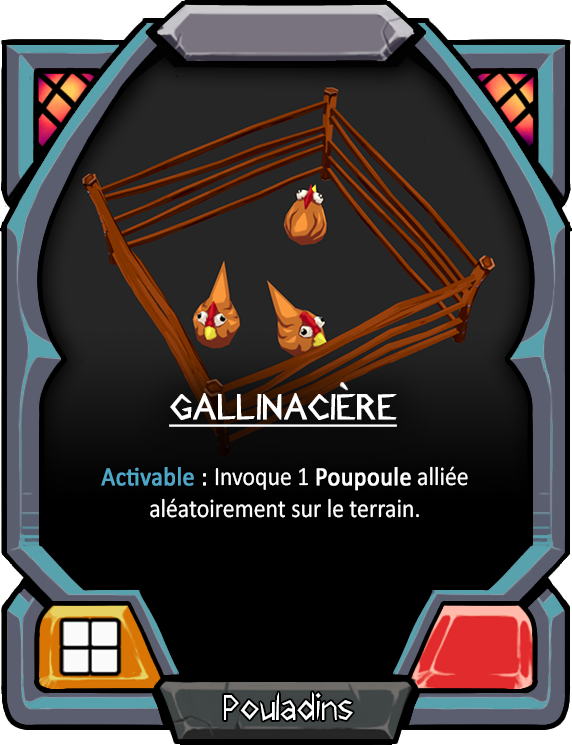 GALLINACIÈRE
Activable : Invoque 1 Poupoule alliée
aléatoirement sur le terrain.
Pouladins